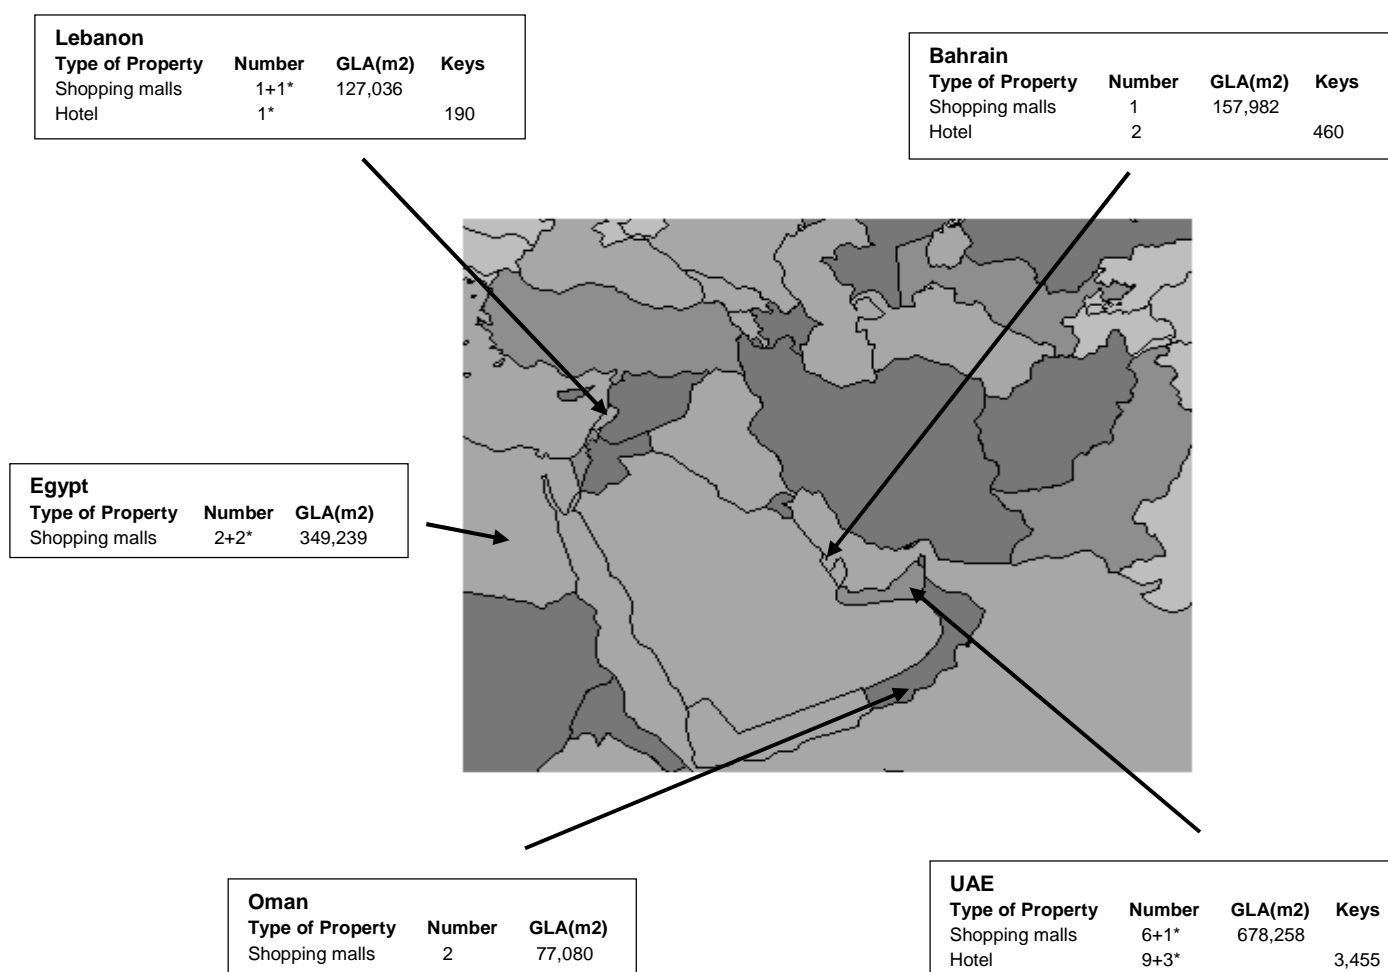 Lebanon
Type of Property Number GLA(m2) Keys
Shopping malls 1+1* 127,036
Hotel 1* 190
Bahrain
Type of Property Number GLA(m2) Keys
Shopping malls 1 157,982
Hotel 2 460
Egypt
Type of Property Number GLA(m2)
Shopping malls 2+2* 349,239
Oman
Type of Property Number GLA(m2)
Shopping malls 2 77,080
UAE
Type of Property Number GLA(m2) Keys
Shopping malls 6+1* 678,258
Hotel 9+3* 3,455